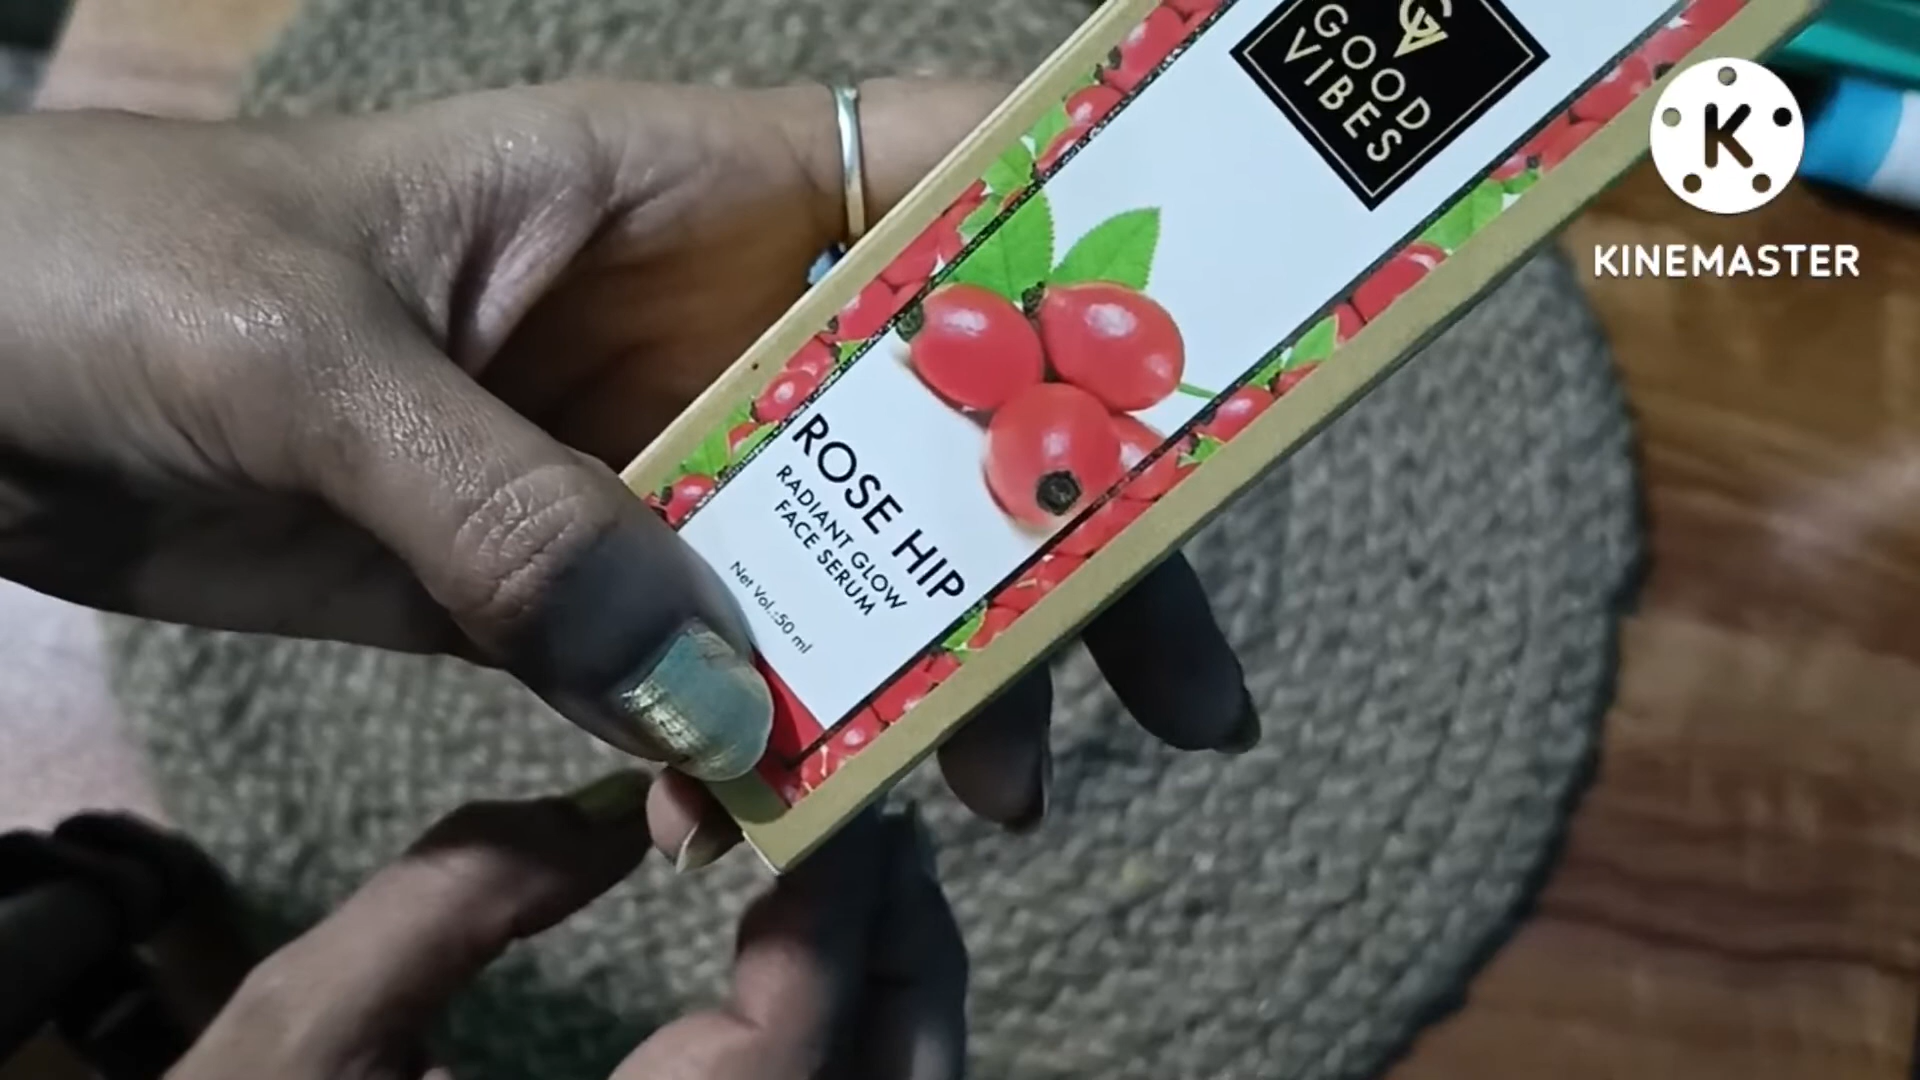 GV
GOOD
VIBES
K
KINEMASTER
ROSE HIP
RADIANT GLOW
FACE SERUM
Net Vol.:50 ml